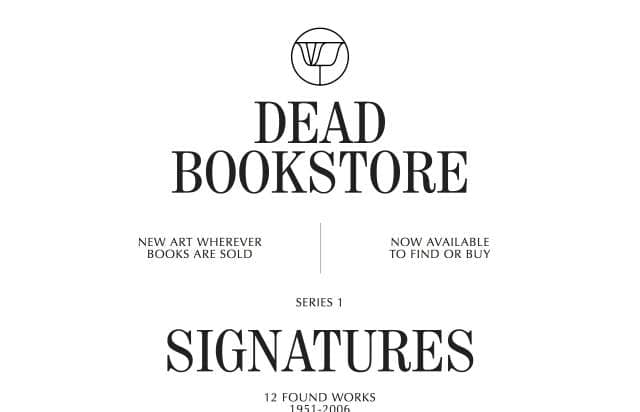 DEAD
BOOKSTORE
NEW ART WHEREVER
BOOKS ARE SOLD
NOW AVAILABLE
TO FIND OR BUY
SERIES 1
SIGNATURES
12 FOUND WORKS
1951-2006